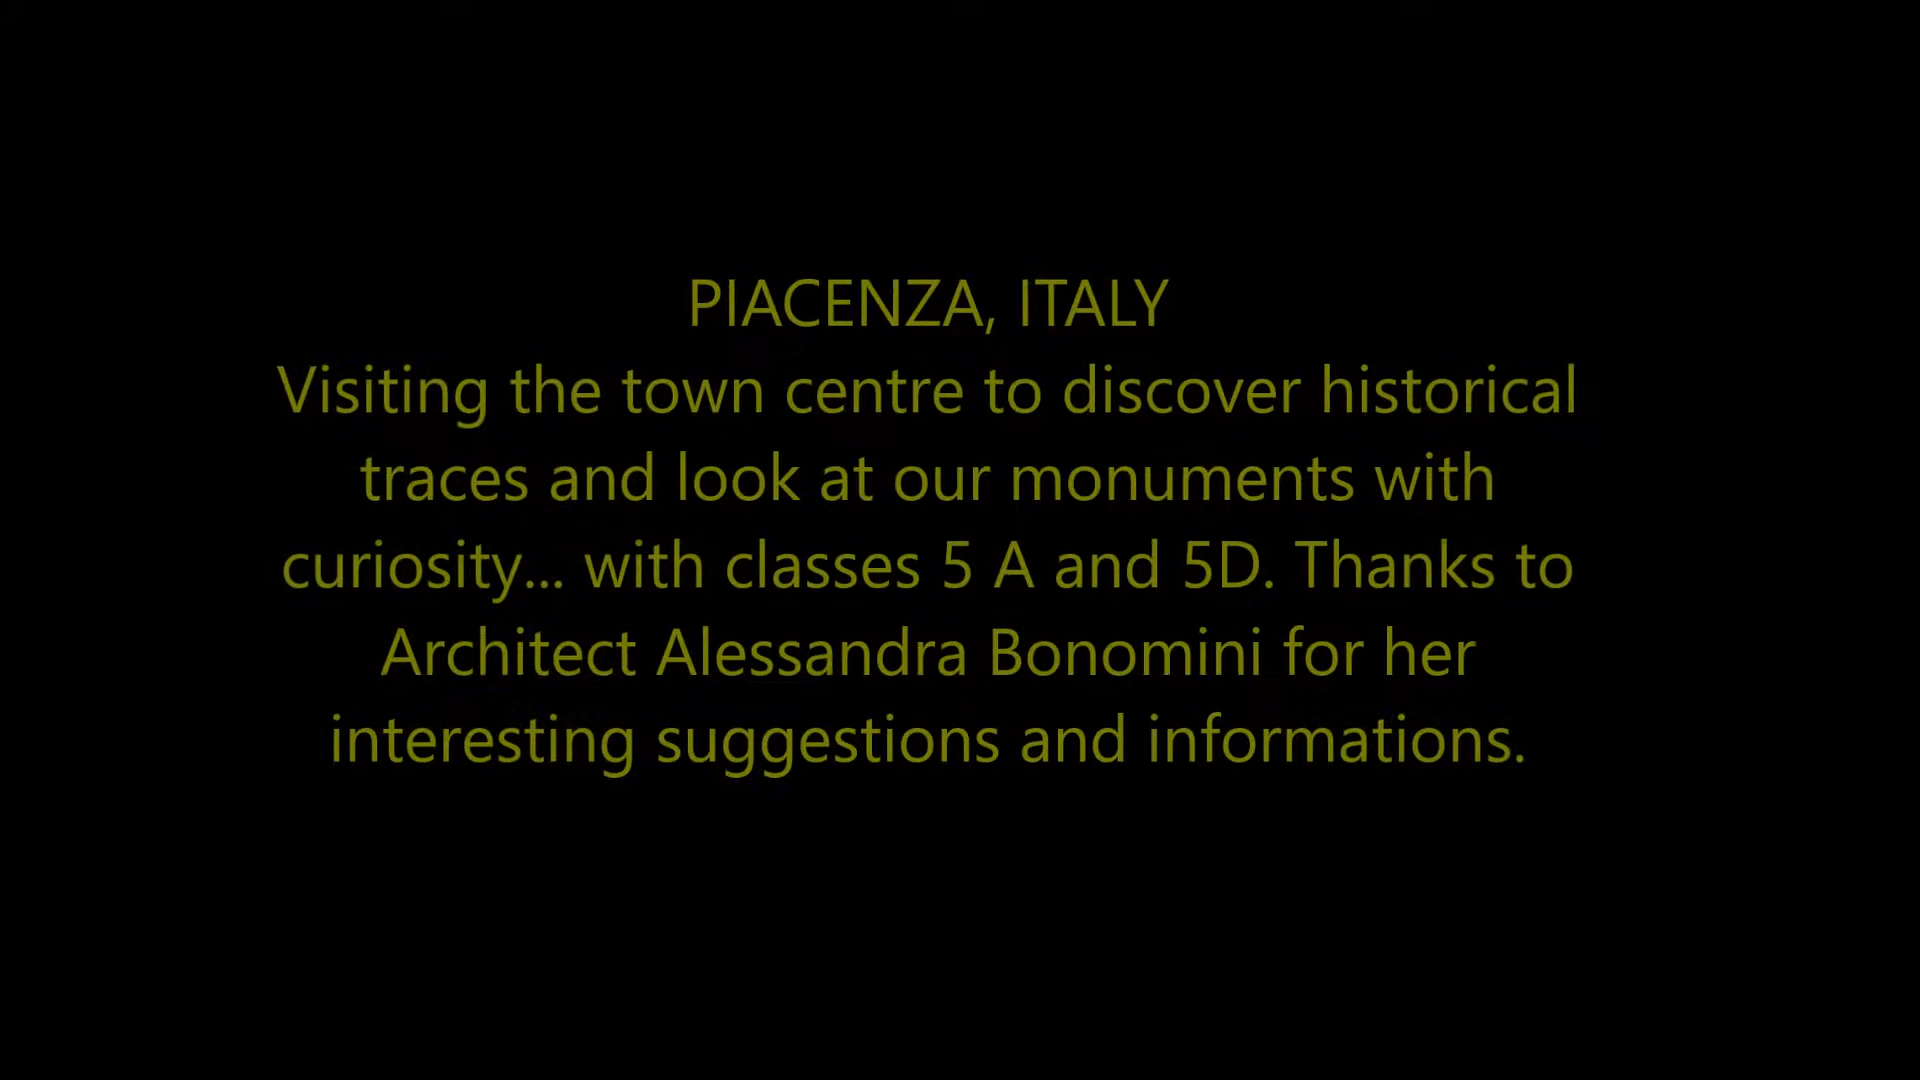 PIACENZA, ITALY
Visiting the town centre to discover historical
traces and look at our monuments with
curiosity... with classes 5 A and 5D. Thanks to
Architect Alessandra Bonomini for her
interesting suggestions and informations.